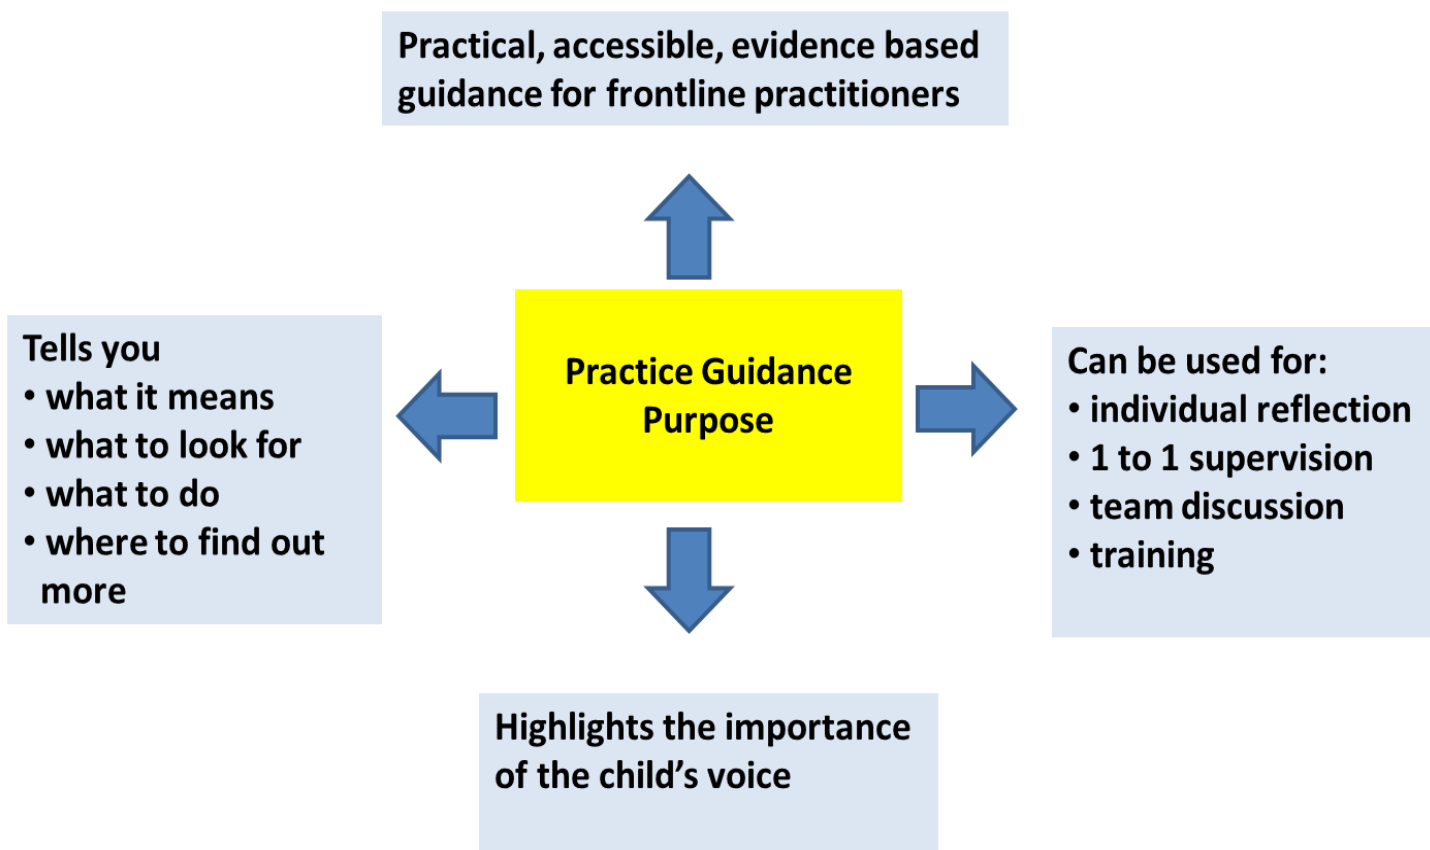 Practical, accessible, evidence based
guidance for frontline practitioners
Tells you
• what it means
• what to look for
• what to do
• where to find out
more
Practice Guidance
Purpose
Can be used for:
• individual reflection
• 1 to 1 supervision
• team discussion
• training
Highlights the importance
of the child’s voice